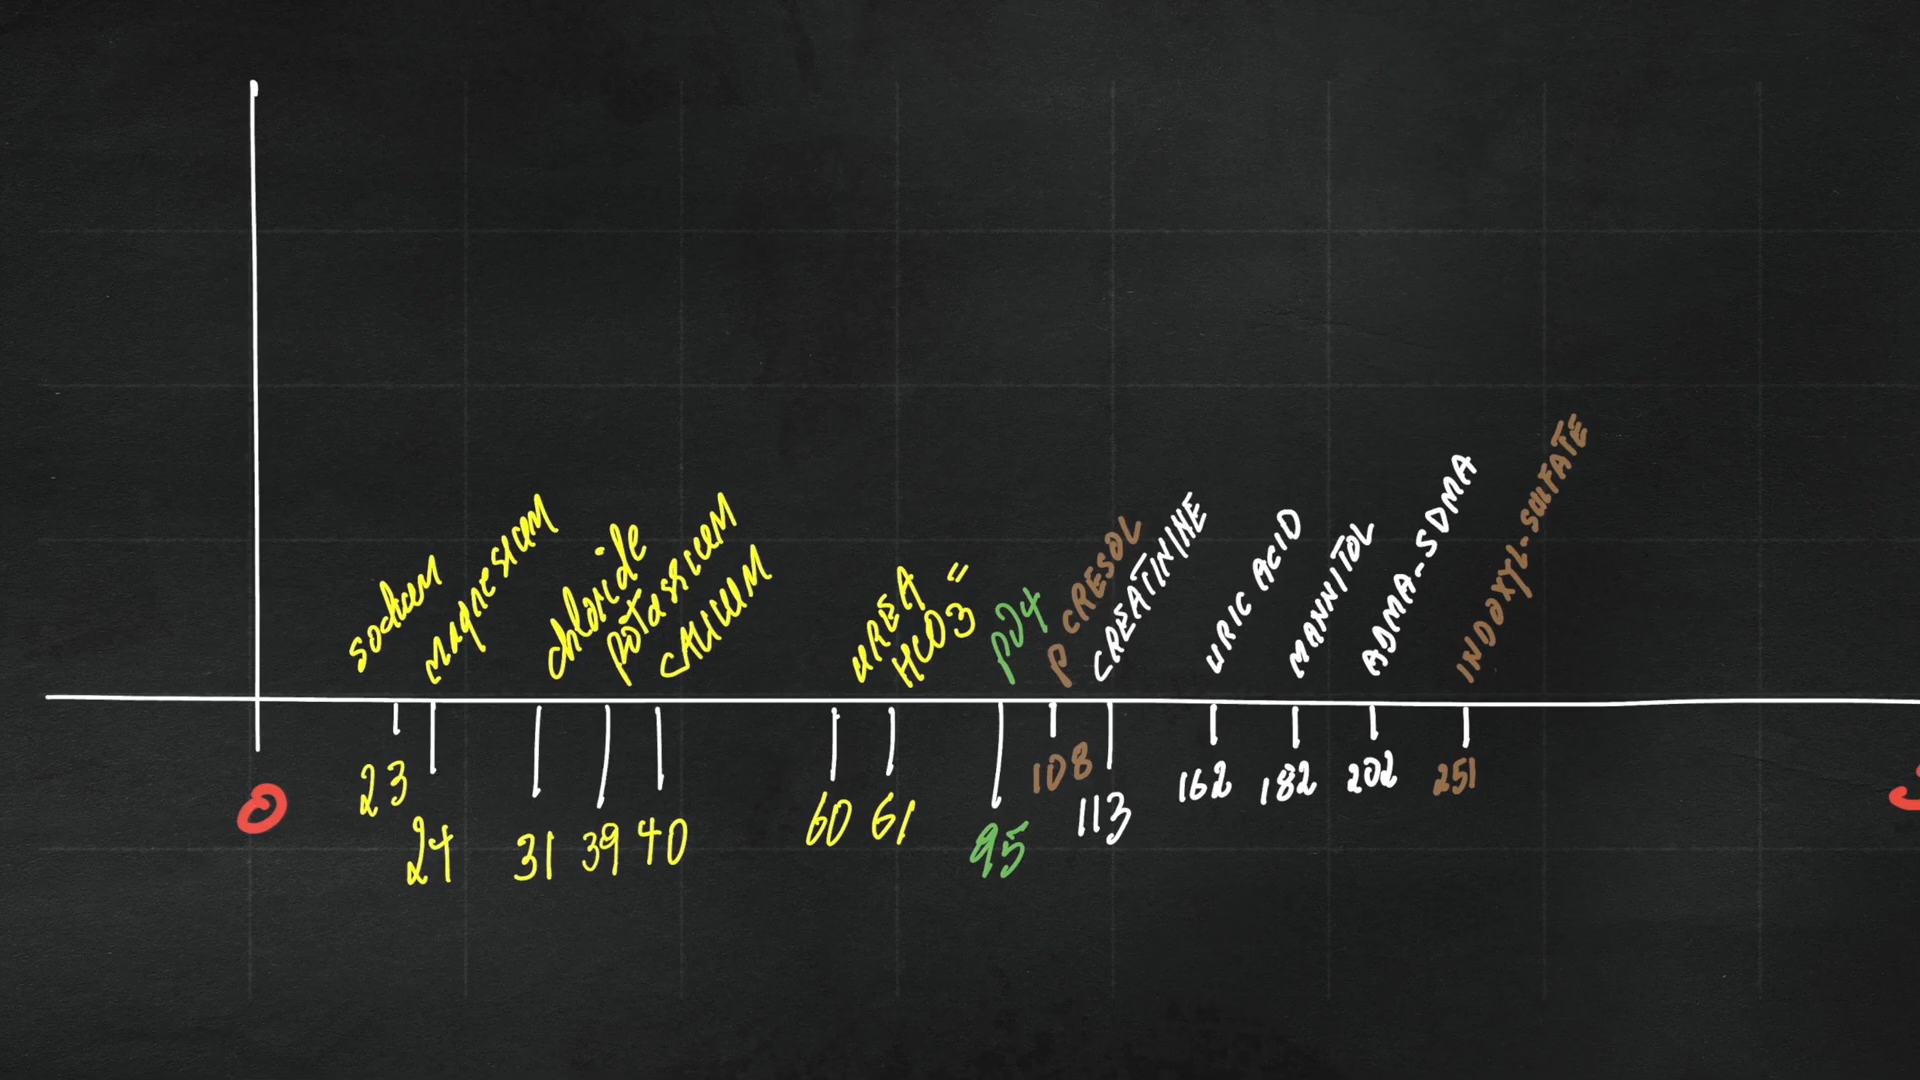 sodium
magnesium
chloride
potassium
CALCIUM
UREA
HCO3=
PO4
P CRESOL
CREATININE
URIC ACID
MANNITOL
ADMA-SDMA
INDOXYL-SULFATE
0
23
24
31
39
40
60
61
95
108
113
162
182
202
251